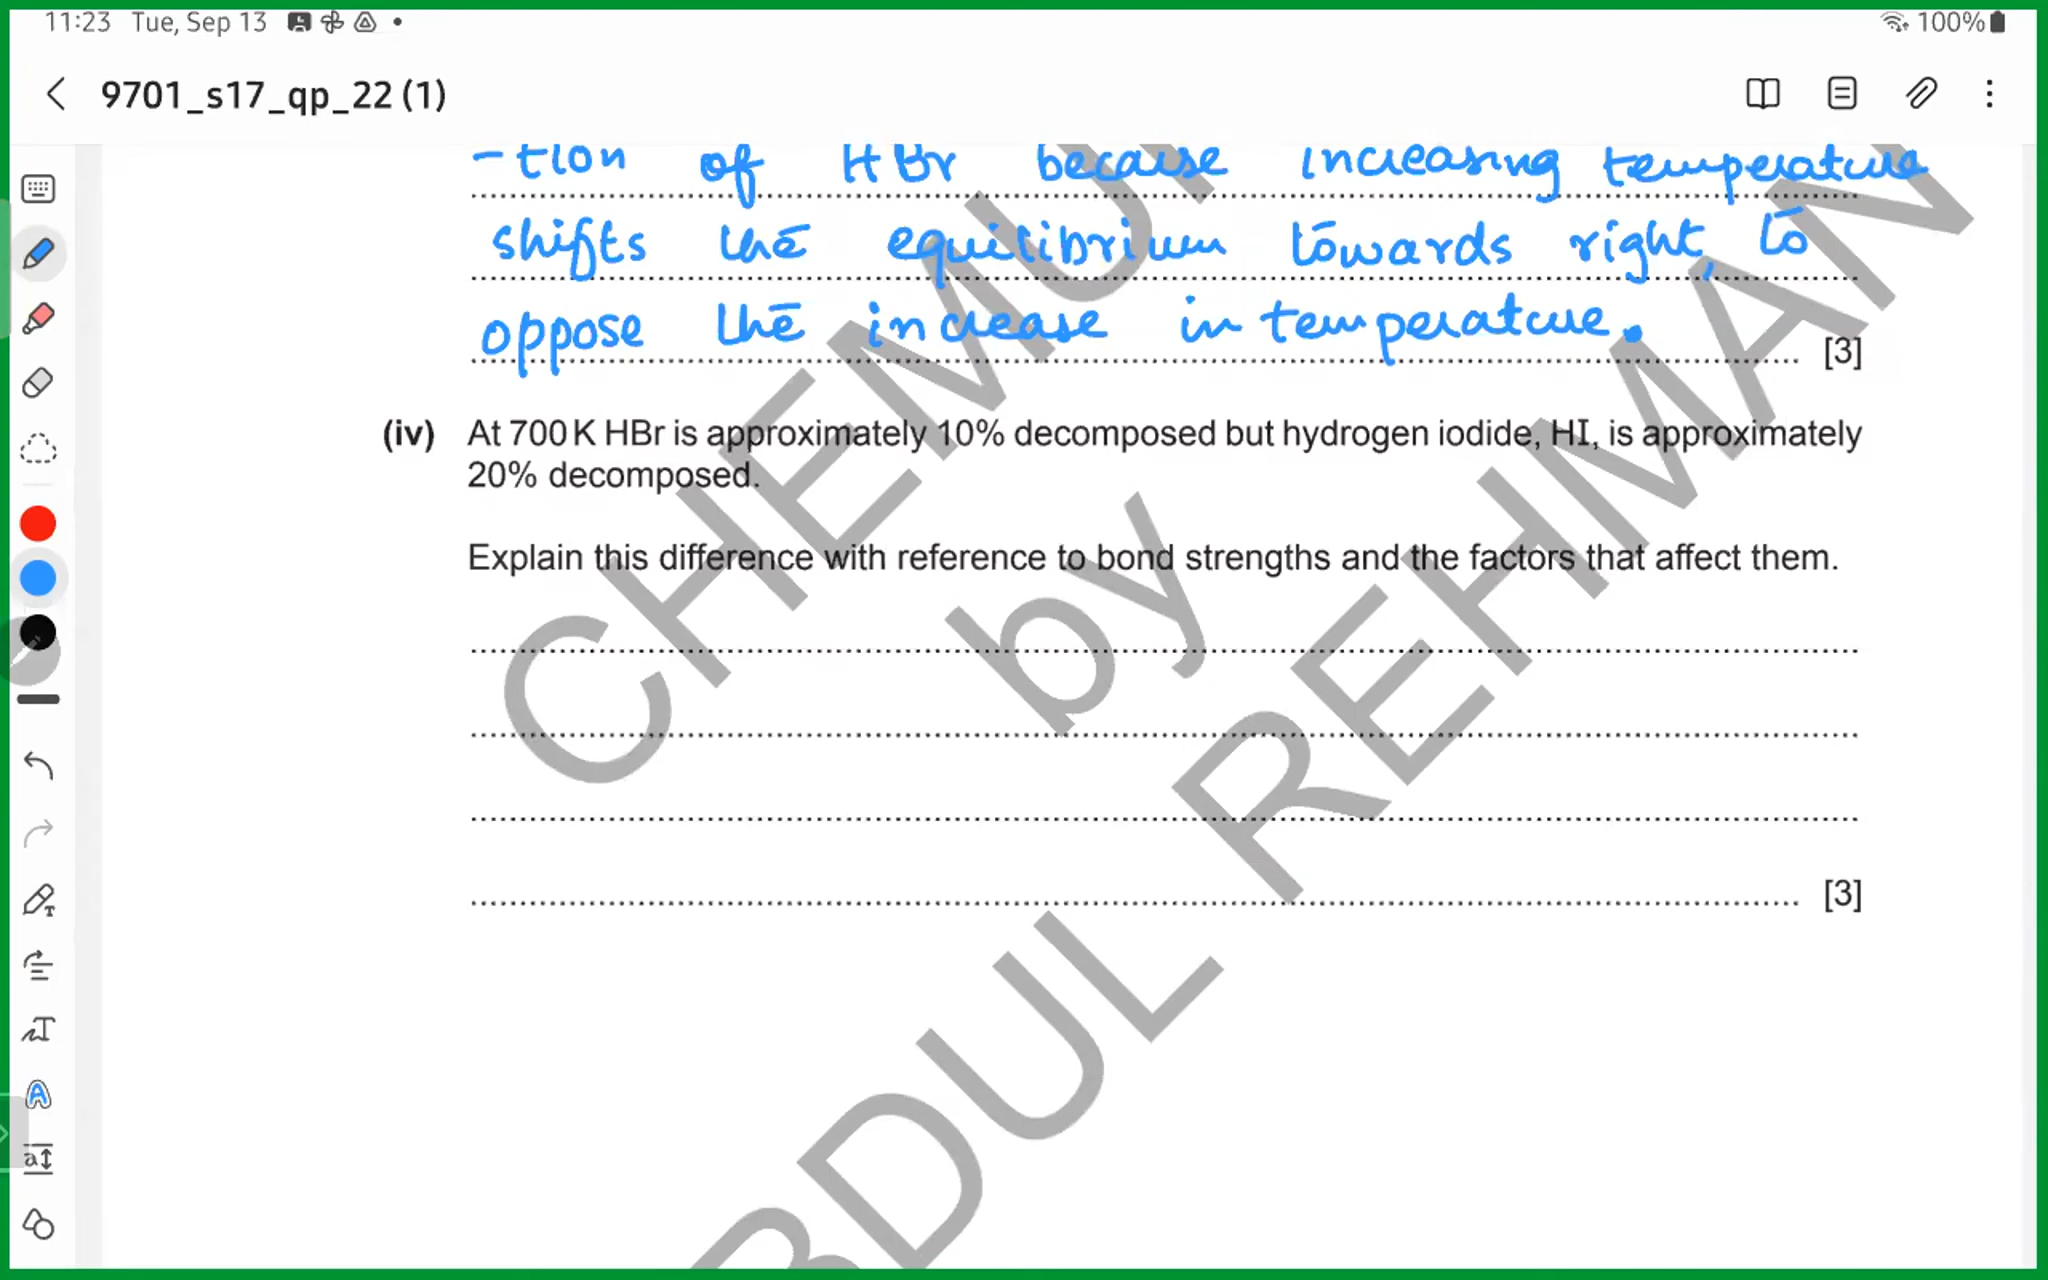 11:23 Tue, Sep 13
100%
9701_s17_qp_22 (1)
-tion of HBr because increasing temperature
shifts the equilibrium towards right, to
oppose the increase in temperature.
[3]
(iv) At 700 K HBr is approximately 10% decomposed but hydrogen iodide, HI, is approximately
20% decomposed.
Explain this difference with reference to bond strengths and the factors that affect them.
[3]
CHEMU
by
BDUL REHMAN